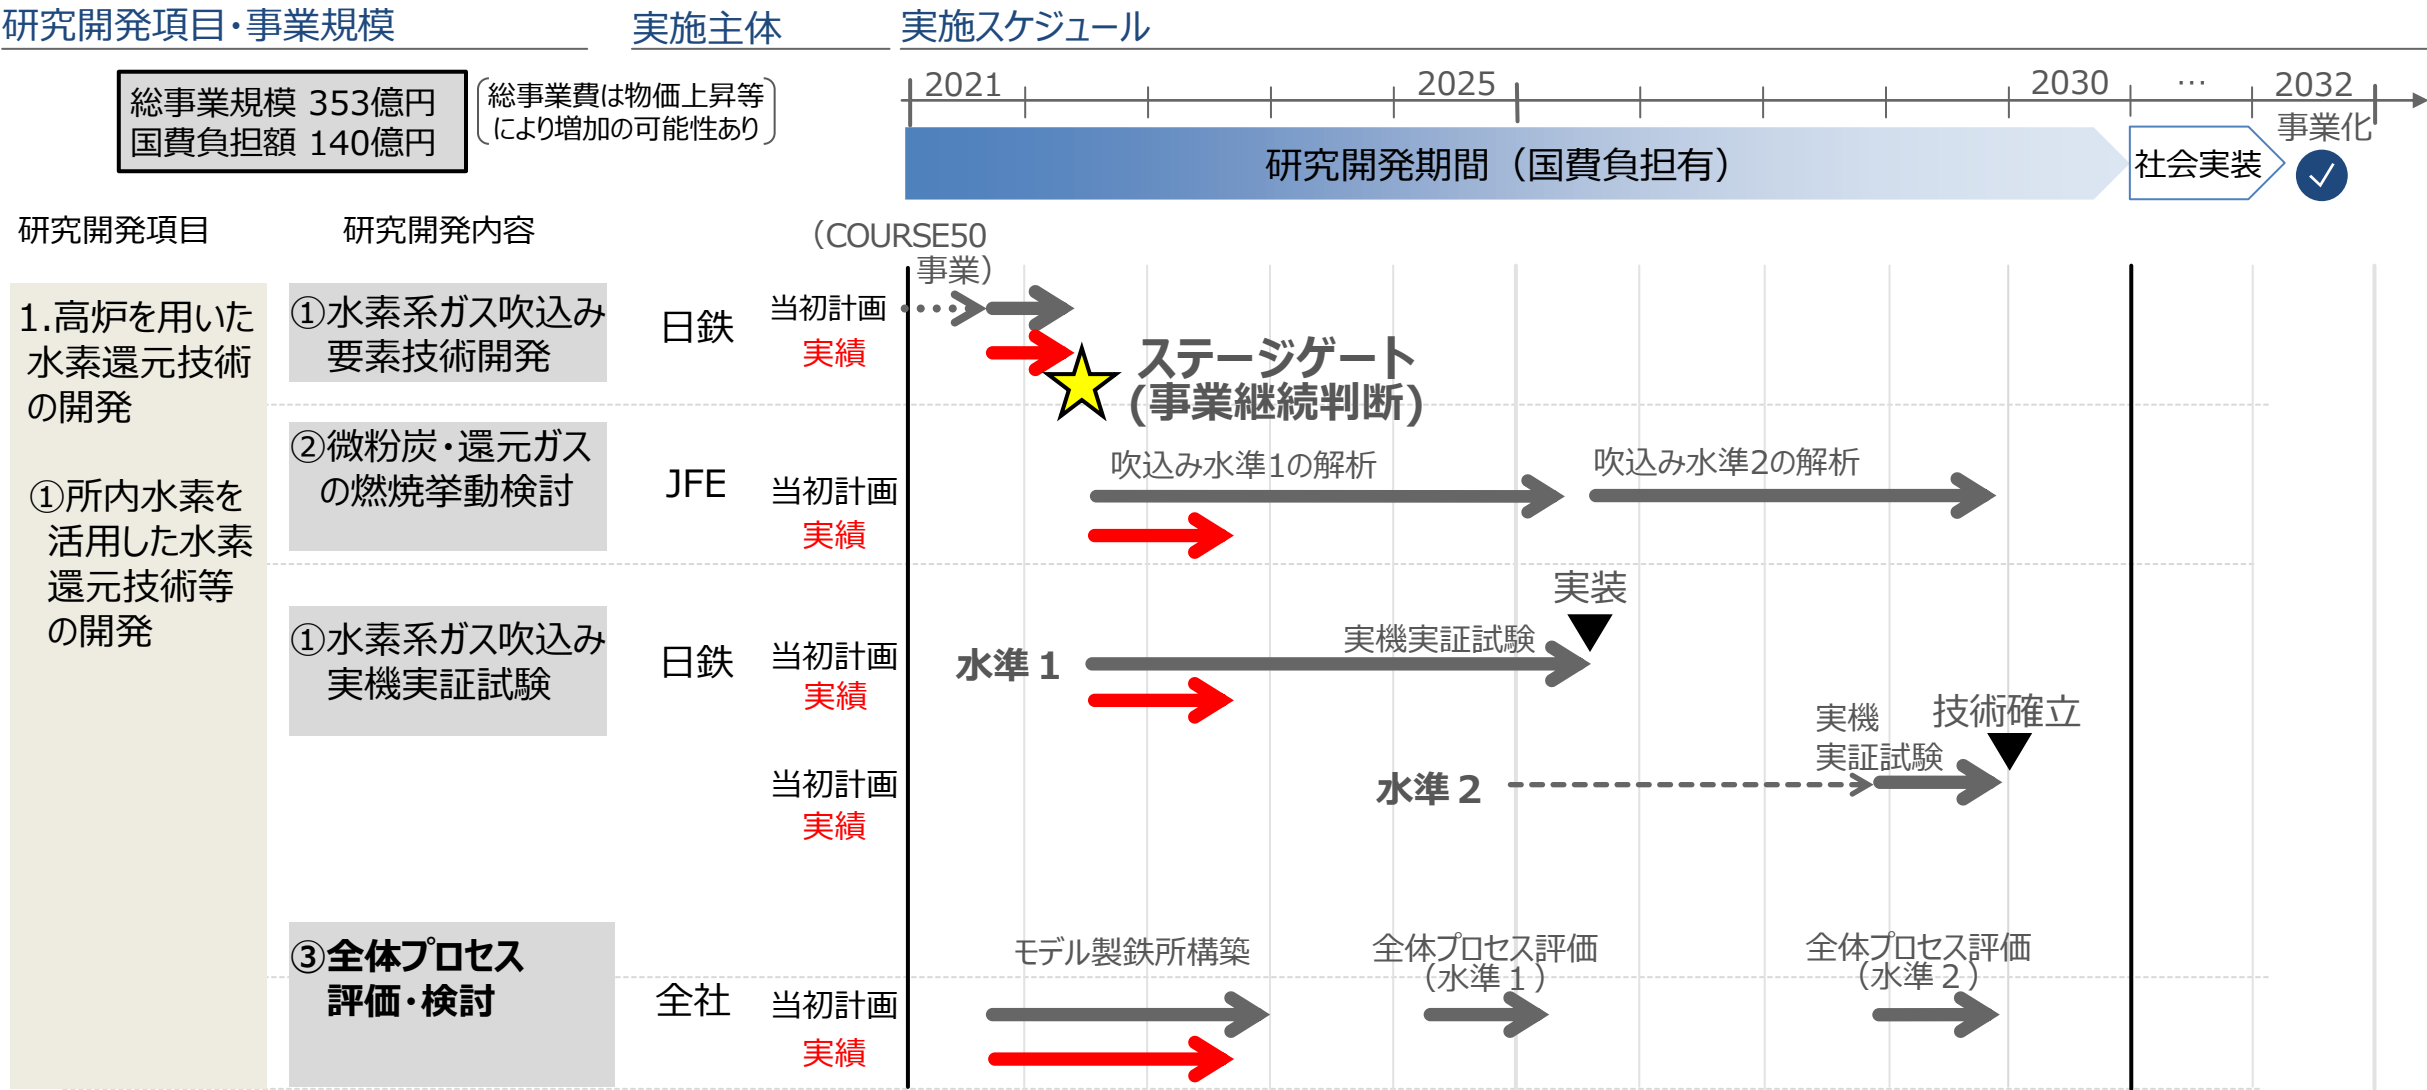 研究開発項目・事業規模
実施主体
実施スケジュール
総事業規模 353億円
国費負担額 140億円
総事業費は物価上昇等
により増加の可能性あり
2021
2025
2030
…
2032
事業化
研究開発期間（国費負担有）
社会実装
研究開発項目
研究開発内容
（COURSE50
事業）
1.高炉を用いた
水素還元技術
の開発
①所内水素を
活用した水素
還元技術等
の開発
①水素系ガス吹込み
要素技術開発
日鉄
当初計画
実績
ステージゲート
(事業継続判断)
②微粉炭・還元ガス
の燃焼挙動検討
JFE
当初計画
実績
吹込み水準1の解析
吹込み水準2の解析
①水素系ガス吹込み
実機実証試験
日鉄
当初計画
実績
水準１
実機実証試験
実装
当初計画
実績
水準２
実機
実証試験
技術確立
③全体プロセス
評価・検討
全社
当初計画
実績
モデル製鉄所構築
全体プロセス評価
（水準１）
全体プロセス評価
（水準２）